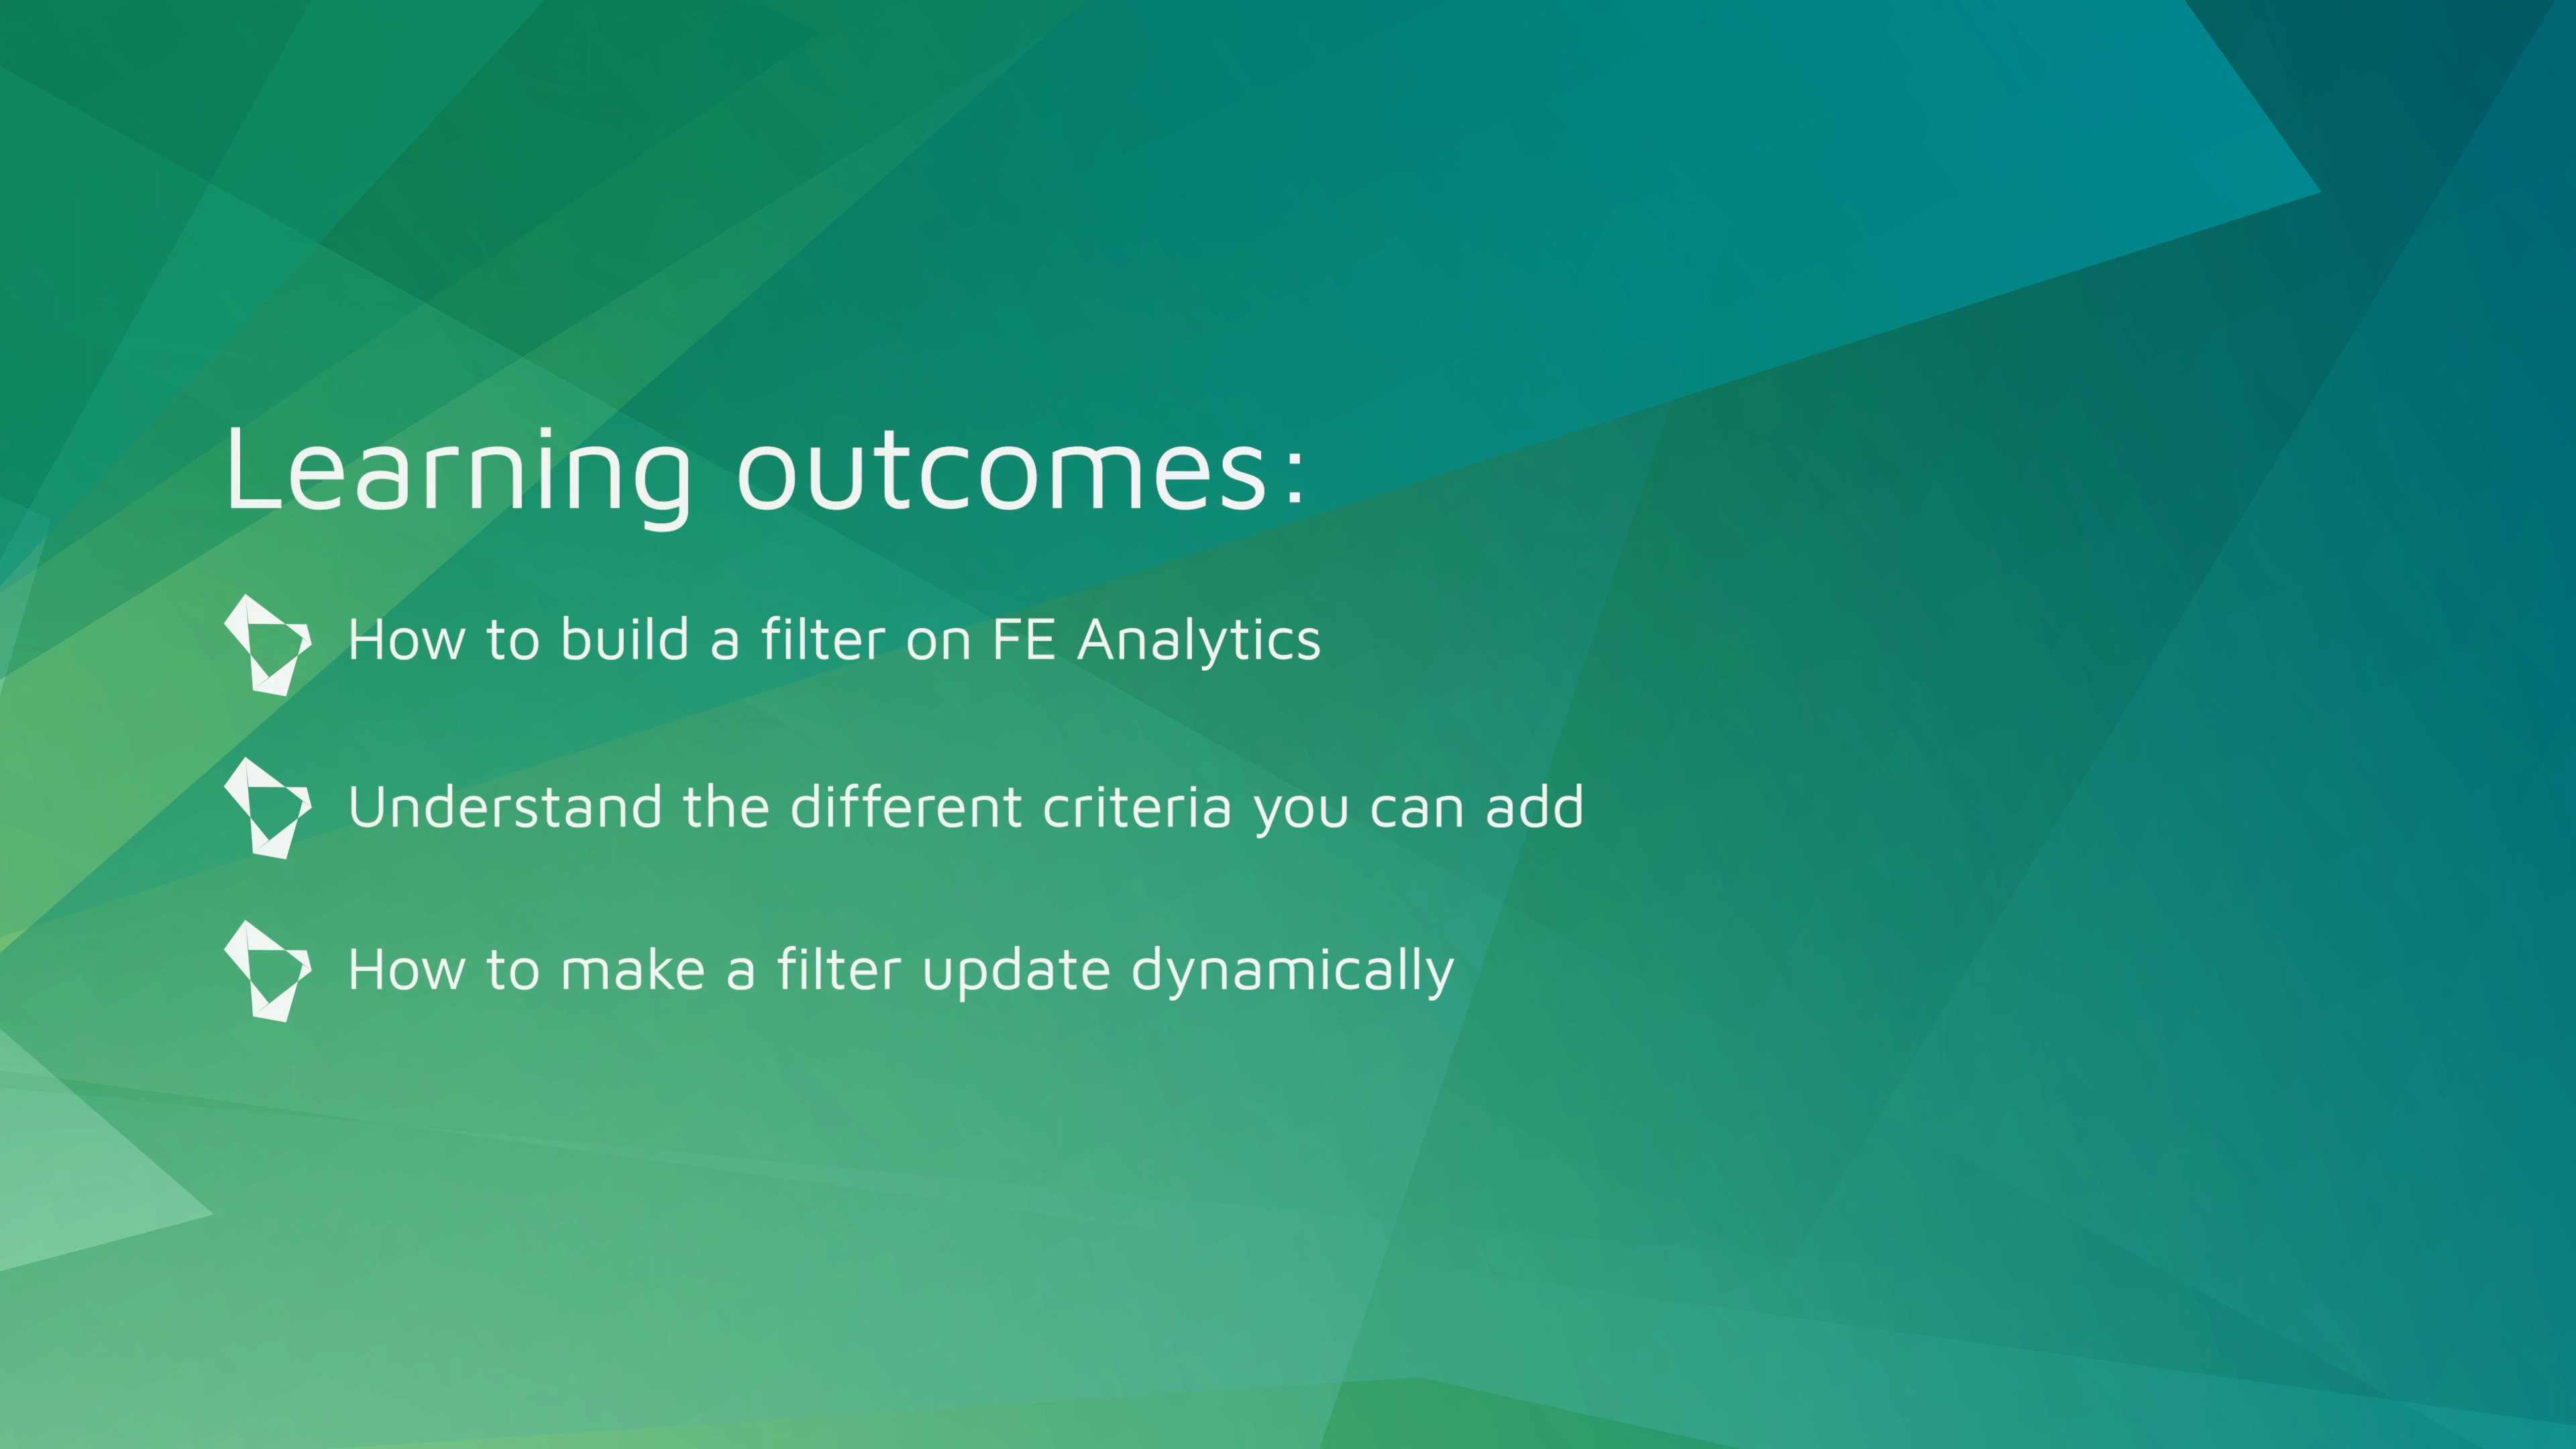 Learning outcomes:
How to build a filter on FE Analytics
Understand the different criteria you can add
How to make a filter update dynamically